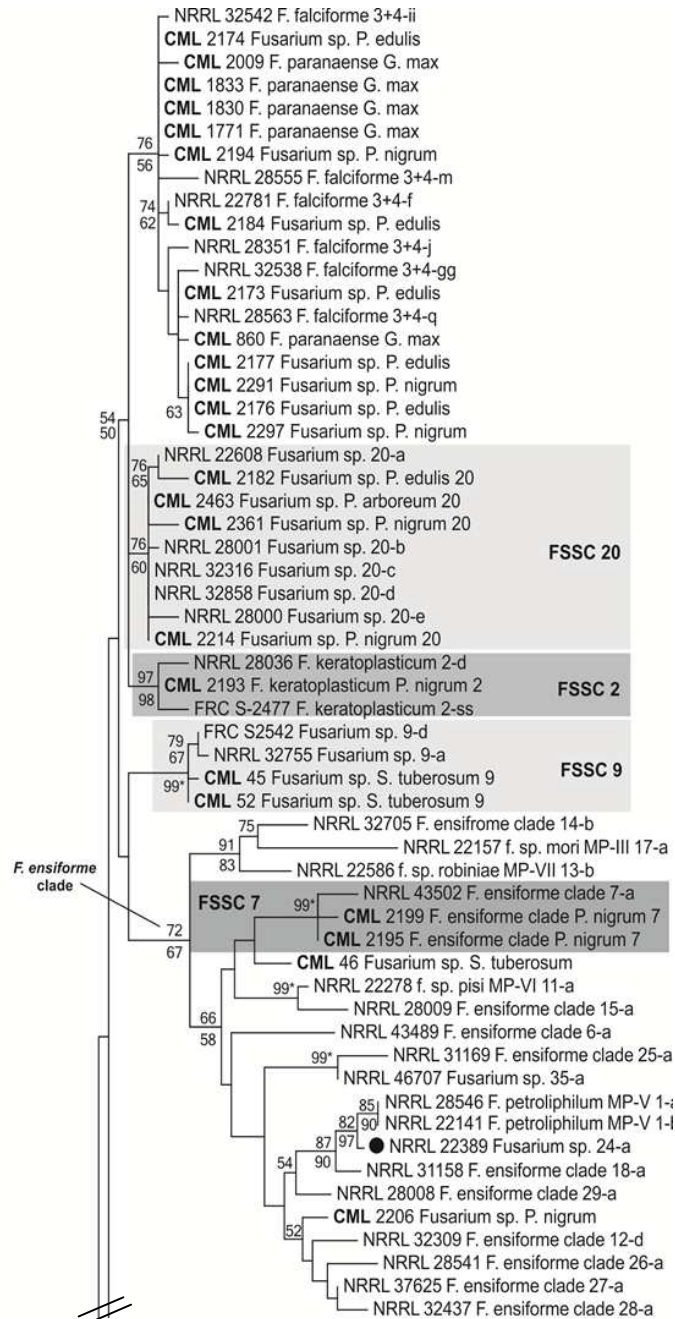 NRRL 32542 F. falciforme 3+4-ii
CML 2174 Fusarium sp. P. edulis
CML 2009 F. paranaense G. max
CML 1833 F. paranaense G. max
CML 1830 F. paranaense G. max
CML 1771 F. paranaense G. max
76
56
CML 2194 Fusarium sp. P. nigrum
NRRL 28555 F. falciforme 3+4-m
74
62
NRRL 22781 F. falciforme 3+4-f
CML 2184 Fusarium sp. P. edulis
NRRL 28351 F. falciforme 3+4-j
NRRL 32538 F. falciforme 3+4-gg
CML 2173 Fusarium sp. P. edulis
NRRL 28563 F. falciforme 3+4-q
CML 860 F. paranaense G. max
CML 2177 Fusarium sp. P. edulis
CML 2291 Fusarium sp. P. nigrum
63
CML 2176 Fusarium sp. P. edulis
CML 2297 Fusarium sp. P. nigrum
54
50
NRRL 22608 Fusarium sp. 20-a
76
65
CML 2182 Fusarium sp. P. edulis 20
CML 2463 Fusarium sp. P. arboreum 20
CML 2361 Fusarium sp. P. nigrum 20
76
60
NRRL 28001 Fusarium sp. 20-b
FSSC 20
NRRL 32316 Fusarium sp. 20-c
NRRL 32858 Fusarium sp. 20-d
NRRL 28000 Fusarium sp. 20-e
CML 2214 Fusarium sp. P. nigrum 20
97
98
NRRL 28036 F. keratoplasticum 2-d
CML 2193 F. keratoplasticum P. nigrum 2
FSSC 2
FRC S-2477 F. keratoplasticum 2-ss
79
67
FRC S2542 Fusarium sp. 9-d
NRRL 32755 Fusarium sp. 9-a
FSSC 9
99*
CML 45 Fusarium sp. S. tuberosum 9
CML 52 Fusarium sp. S. tuberosum 9
75
NRRL 32705 F. ensifrome clade 14-b
91
83
NRRL 22157 f. sp. mori MP-III 17-a
NRRL 22586 f. sp. robiniae MP-VII 13-b
F. ensiforme
clade
FSSC 7
99*
NRRL 43502 F. ensiforme clade 7-a
CML 2199 F. ensiforme clade P. nigrum 7
72
67
CML 2195 F. ensiforme clade P. nigrum 7
CML 46 Fusarium sp. S. tuberosum
99*
NRRL 22278 f. sp. pisi MP-VI 11-a
NRRL 28009 F. ensiforme clade 15-a
66
58
NRRL 43489 F. ensiforme clade 6-a
99*
NRRL 31169 F. ensiforme clade 25-a
NRRL 46707 Fusarium sp. 35-a
85
90
NRRL 28546 F. petroliphilum MP-V 1-a
NRRL 22141 F. petroliphilum MP-V 1-b
82
97
NRRL 22389 Fusarium sp. 24-a
87
90
NRRL 31158 F. ensiforme clade 18-a
54
NRRL 28008 F. ensiforme clade 29-a
CML 2206 Fusarium sp. P. nigrum
52
NRRL 32309 F. ensiforme clade 12-d
NRRL 28541 F. ensiforme clade 26-a
NRRL 37625 F. ensiforme clade 27-a
NRRL 32437 F. ensiforme clade 28-a